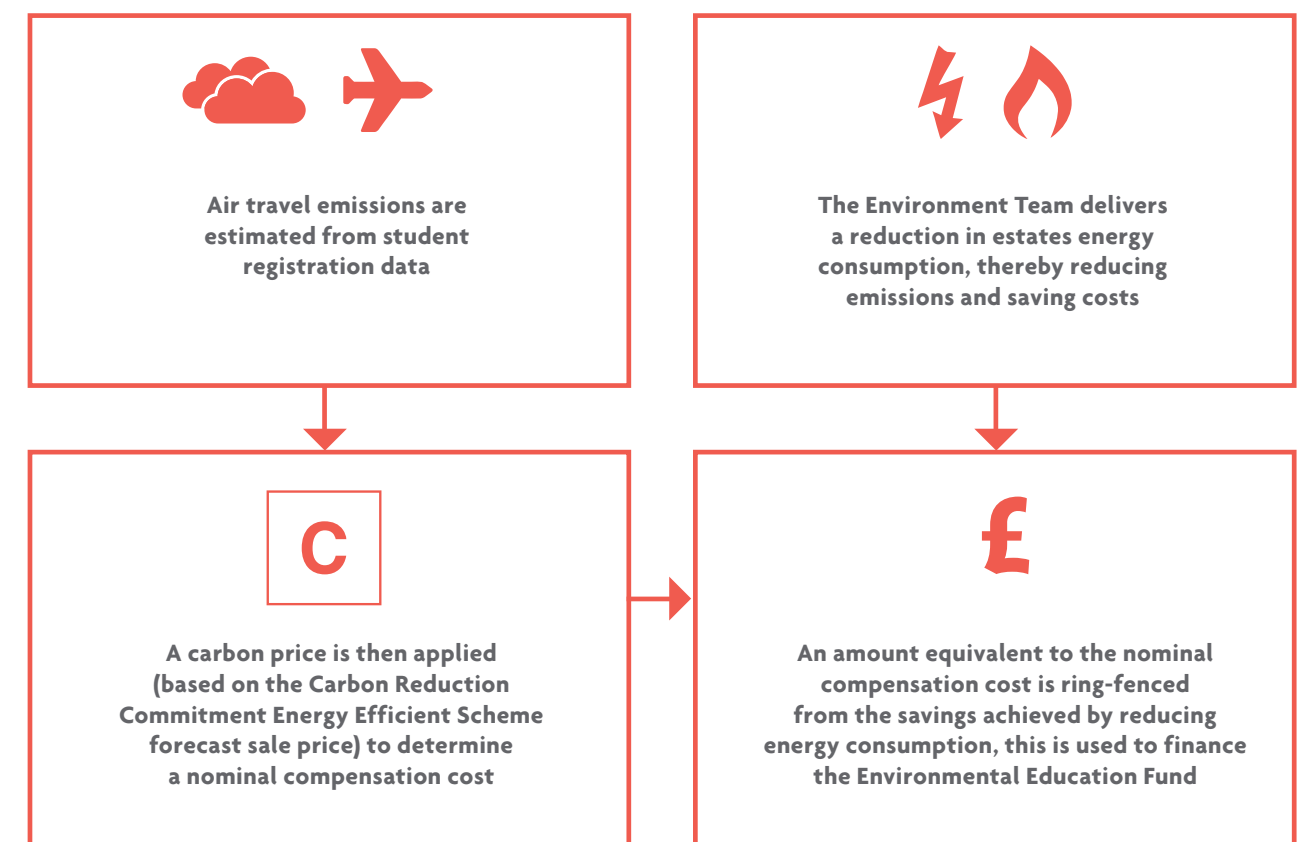 Air travel emissions are
estimated from student
registration data
The Environment Team delivers
a reduction in estates energy
consumption, thereby reducing
emissions and saving costs
C
A carbon price is then applied
(based on the Carbon Reduction
Commitment Energy Efficient Scheme
forecast sale price) to determine
a nominal compensation cost
£
An amount equivalent to the nominal
compensation cost is ring-fenced
from the savings achieved by reducing
energy consumption, this is used to finance
the Environmental Education Fund